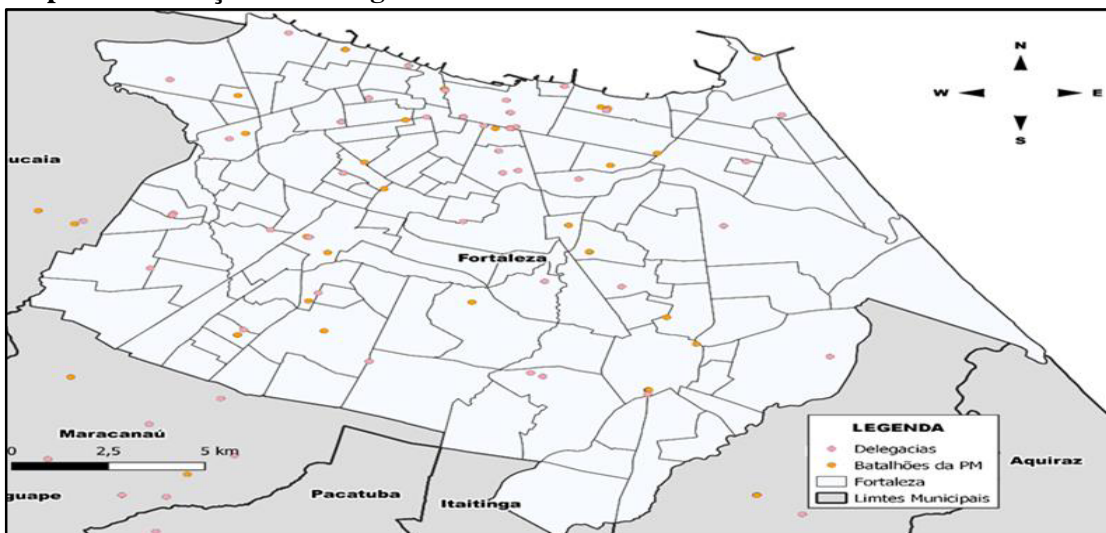 N
W E
S
ucaia
Fortaleza
Maracanaú
0 2,5 5 km
guape
Pacatuba
Itaitinga
Aquiraz
LEGENDA
Delegacias
Batalhões da PM
Fortaleza
Limtes Municipais